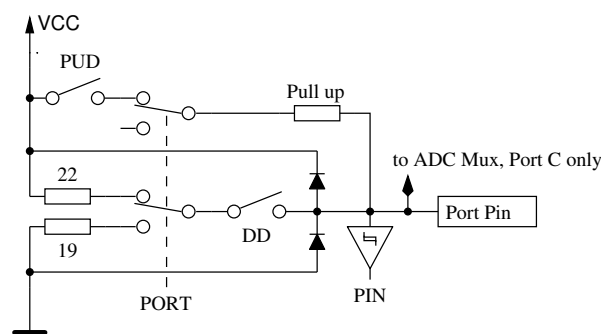 VCC
PUD
Pull up
to ADC Mux, Port C only
22
Port Pin
19
DD
PIN
PORT